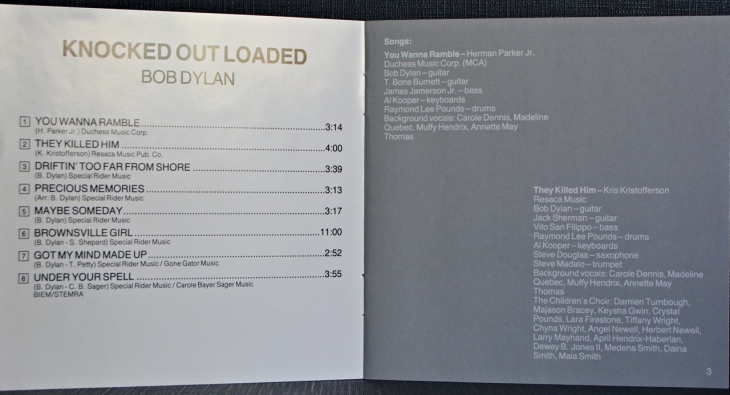 KNOCKED OUT LOADED
BOB DYLAN
1 YOU WANNA RAMBLE 3:14
(H. Parker Jr.) Duchess Music Corp.
2 THEY KILLED HIM 4:00
(K. Kristofferson) Resaca Music Pub. Co.
3 DRIFTIN' TOO FAR FROM SHORE 3:39
(B. Dylan) Special Rider Music
4 PRECIOUS MEMORIES 3:13
(Arr: B. Dylan) Special Rider Music
5 MAYBE SOMEDAY 3:17
(B. Dylan) Special Rider Music
6 BROWNSVILLE GIRL 11:00
(B. Dylan - S. Shepard) Special Rider Music
7 GOT MY MIND MADE UP 2:52
(B. Dylan - T. Petty) Special Rider Music / Gone Gator Music
8 UNDER YOUR SPELL 3:55
(B. Dylan - C. B. Sager) Special Rider Music / Carole Bayer Sager Music
BIEM/STEMRA
Songs:
You Wanna Ramble – Herman Parker Jr.
Duchess Music Corp. (MCA)
Bob Dylan – guitar
T. Bone Burnett – guitar
James Jamerson Jr. – bass
Al Kooper – keyboards
Raymond Lee Pounds – drums
Background vocals: Carole Dennis, Madeline
Quebec, Muffy Hendrix, Annette May
Thomas
They Killed Him – Kris Kristofferson
Resaca Music
Bob Dylan – guitar
Jack Sherman – guitar
Vito San Filippo – bass
Raymond Lee Pounds – drums
Al Kooper – keyboards
Steve Douglas – saxophone
Steve Madaio – trumpet
Background vocals: Carole Dennis, Madeline
Quebec, Muffy Hendrix, Annette May
Thomas
The Children's Choir: Damien Turnbough,
Majason Bracey, Keysha Gwin, Crystal
Pounds, Lara Firestone, Tiffany Wright,
Chyna Wright, Angel Newell, Herbert Newell,
Larry Mayhand, April Hendrix-Haberlan,
Dewey B. Jones II, Medena Smith, Daina
Smith, Maia Smith
3